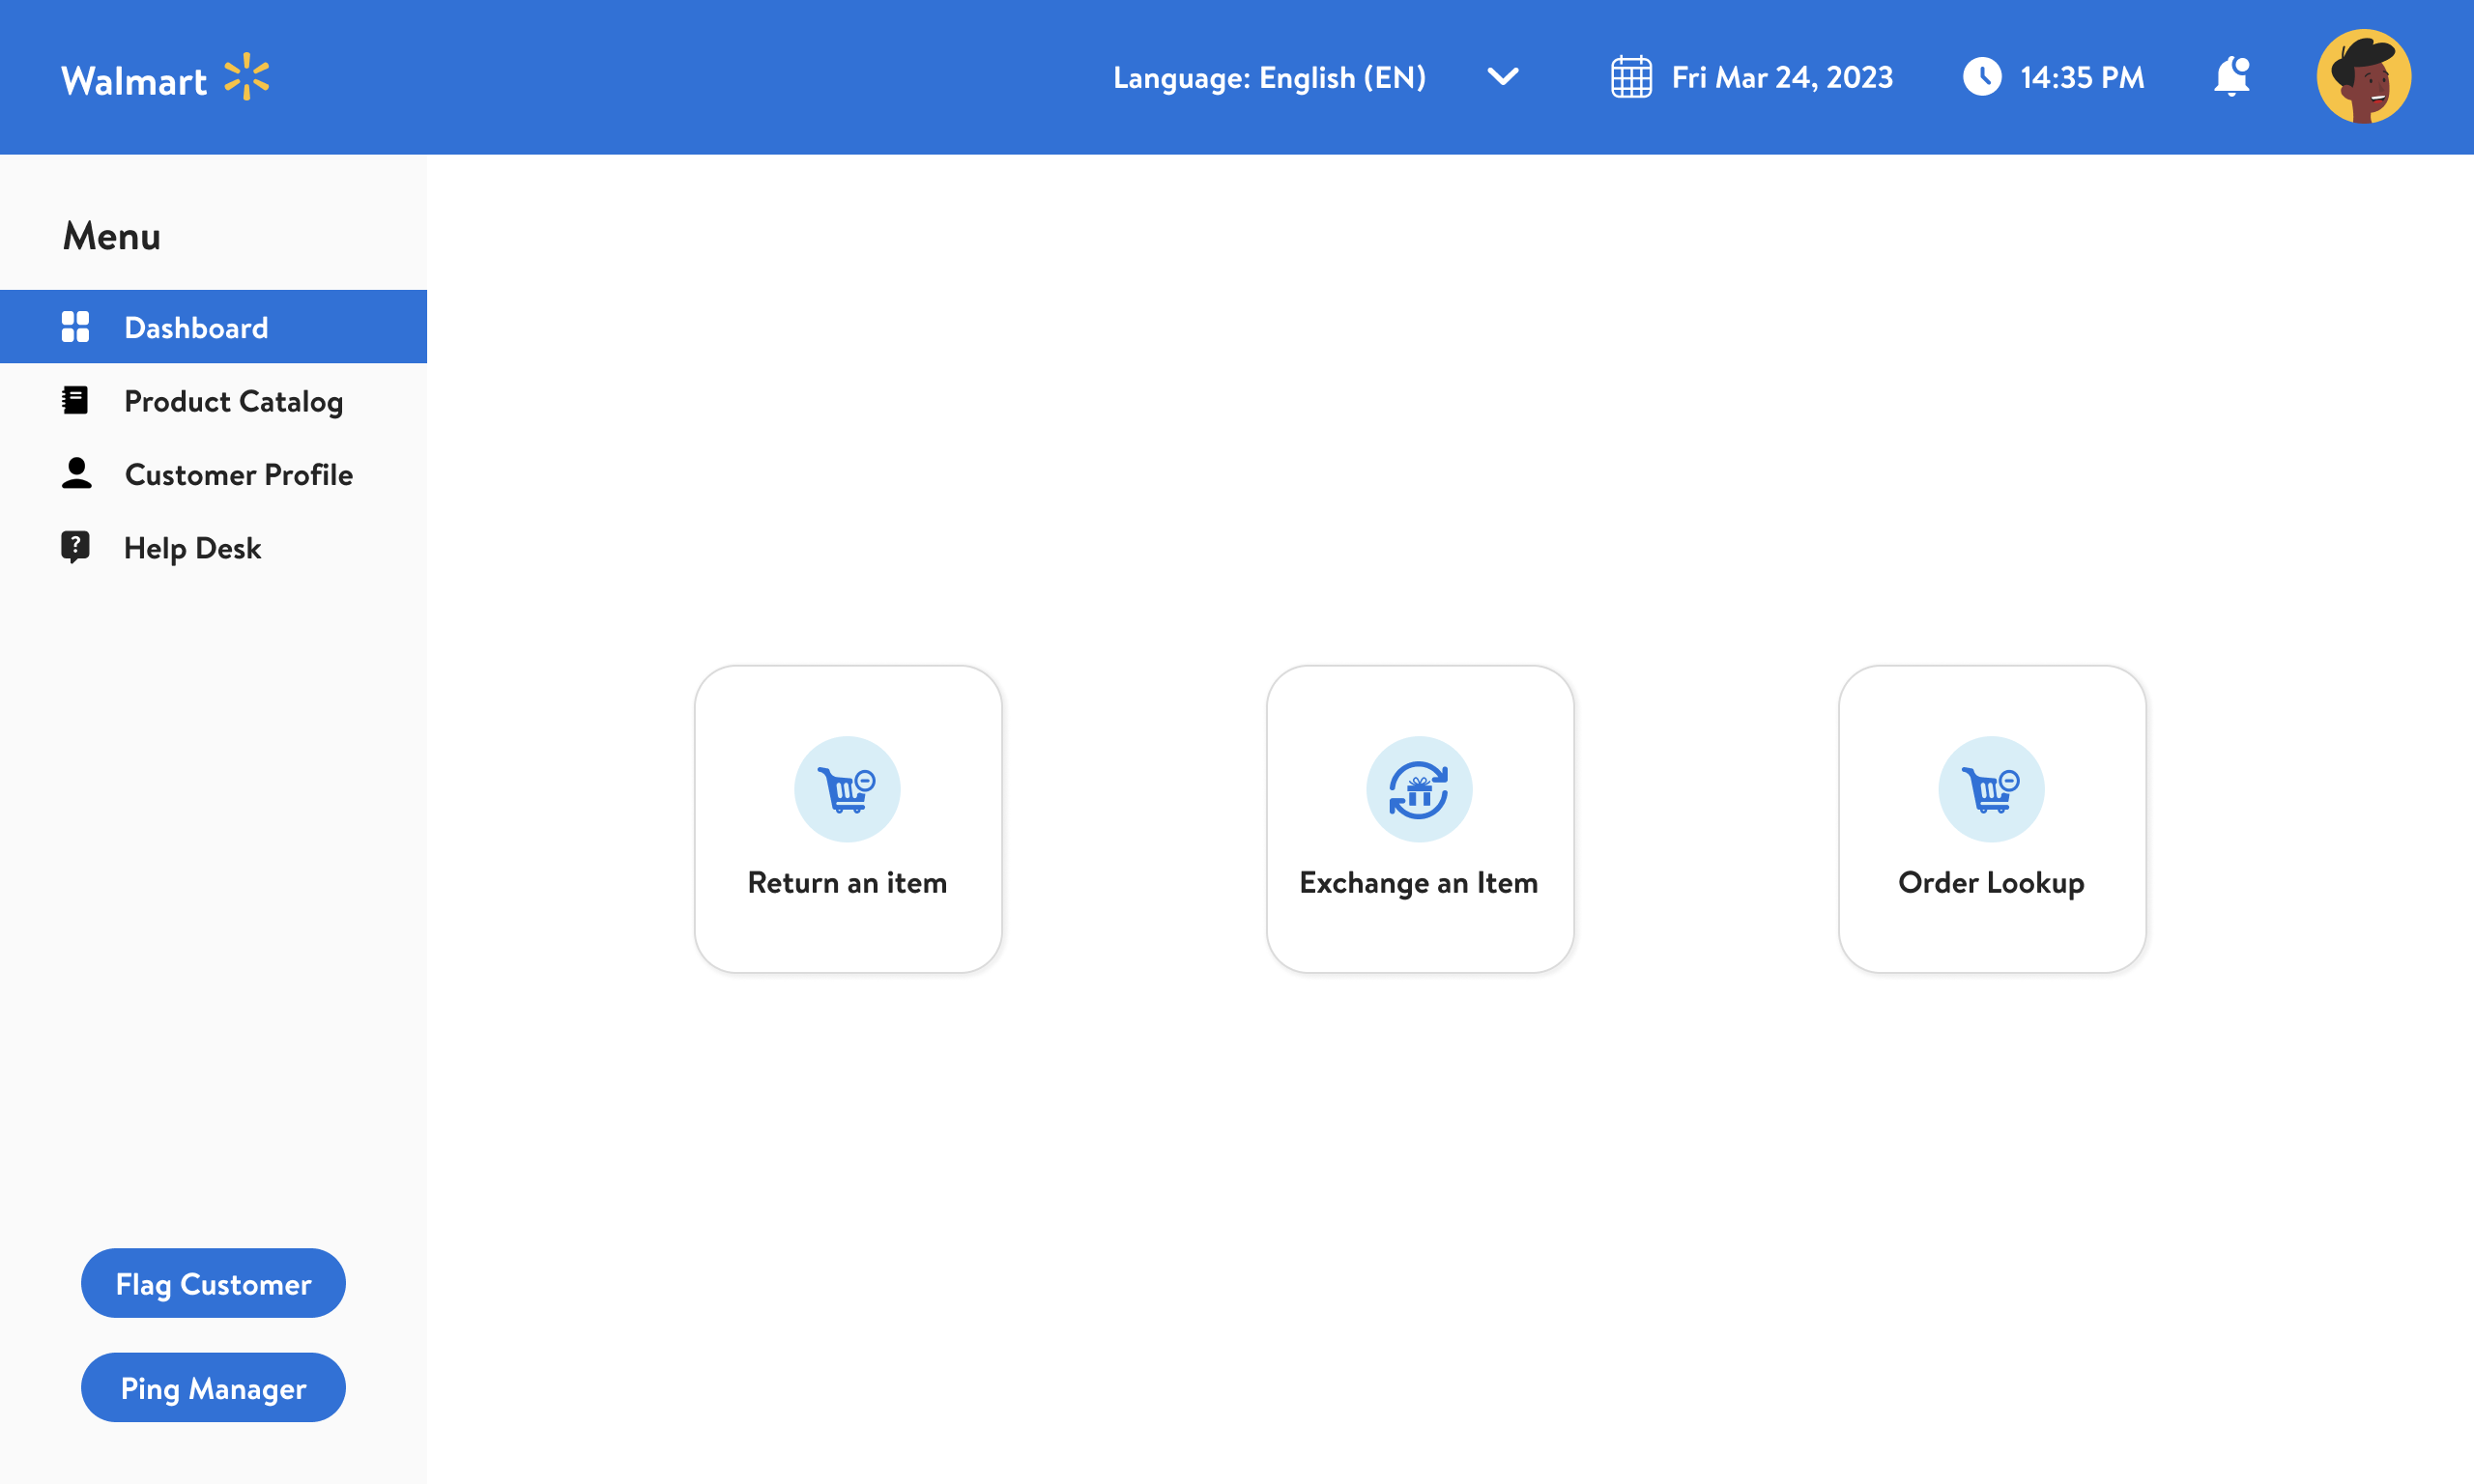 Walmart
Language: English (EN)
Fri Mar 24, 2023
14:35 PM
Menu
Dashboard
Product Catalog
Customer Profile
?
Help Desk
Return an item
Exchange an Item
Order Lookup
Flag Customer
Ping Manager